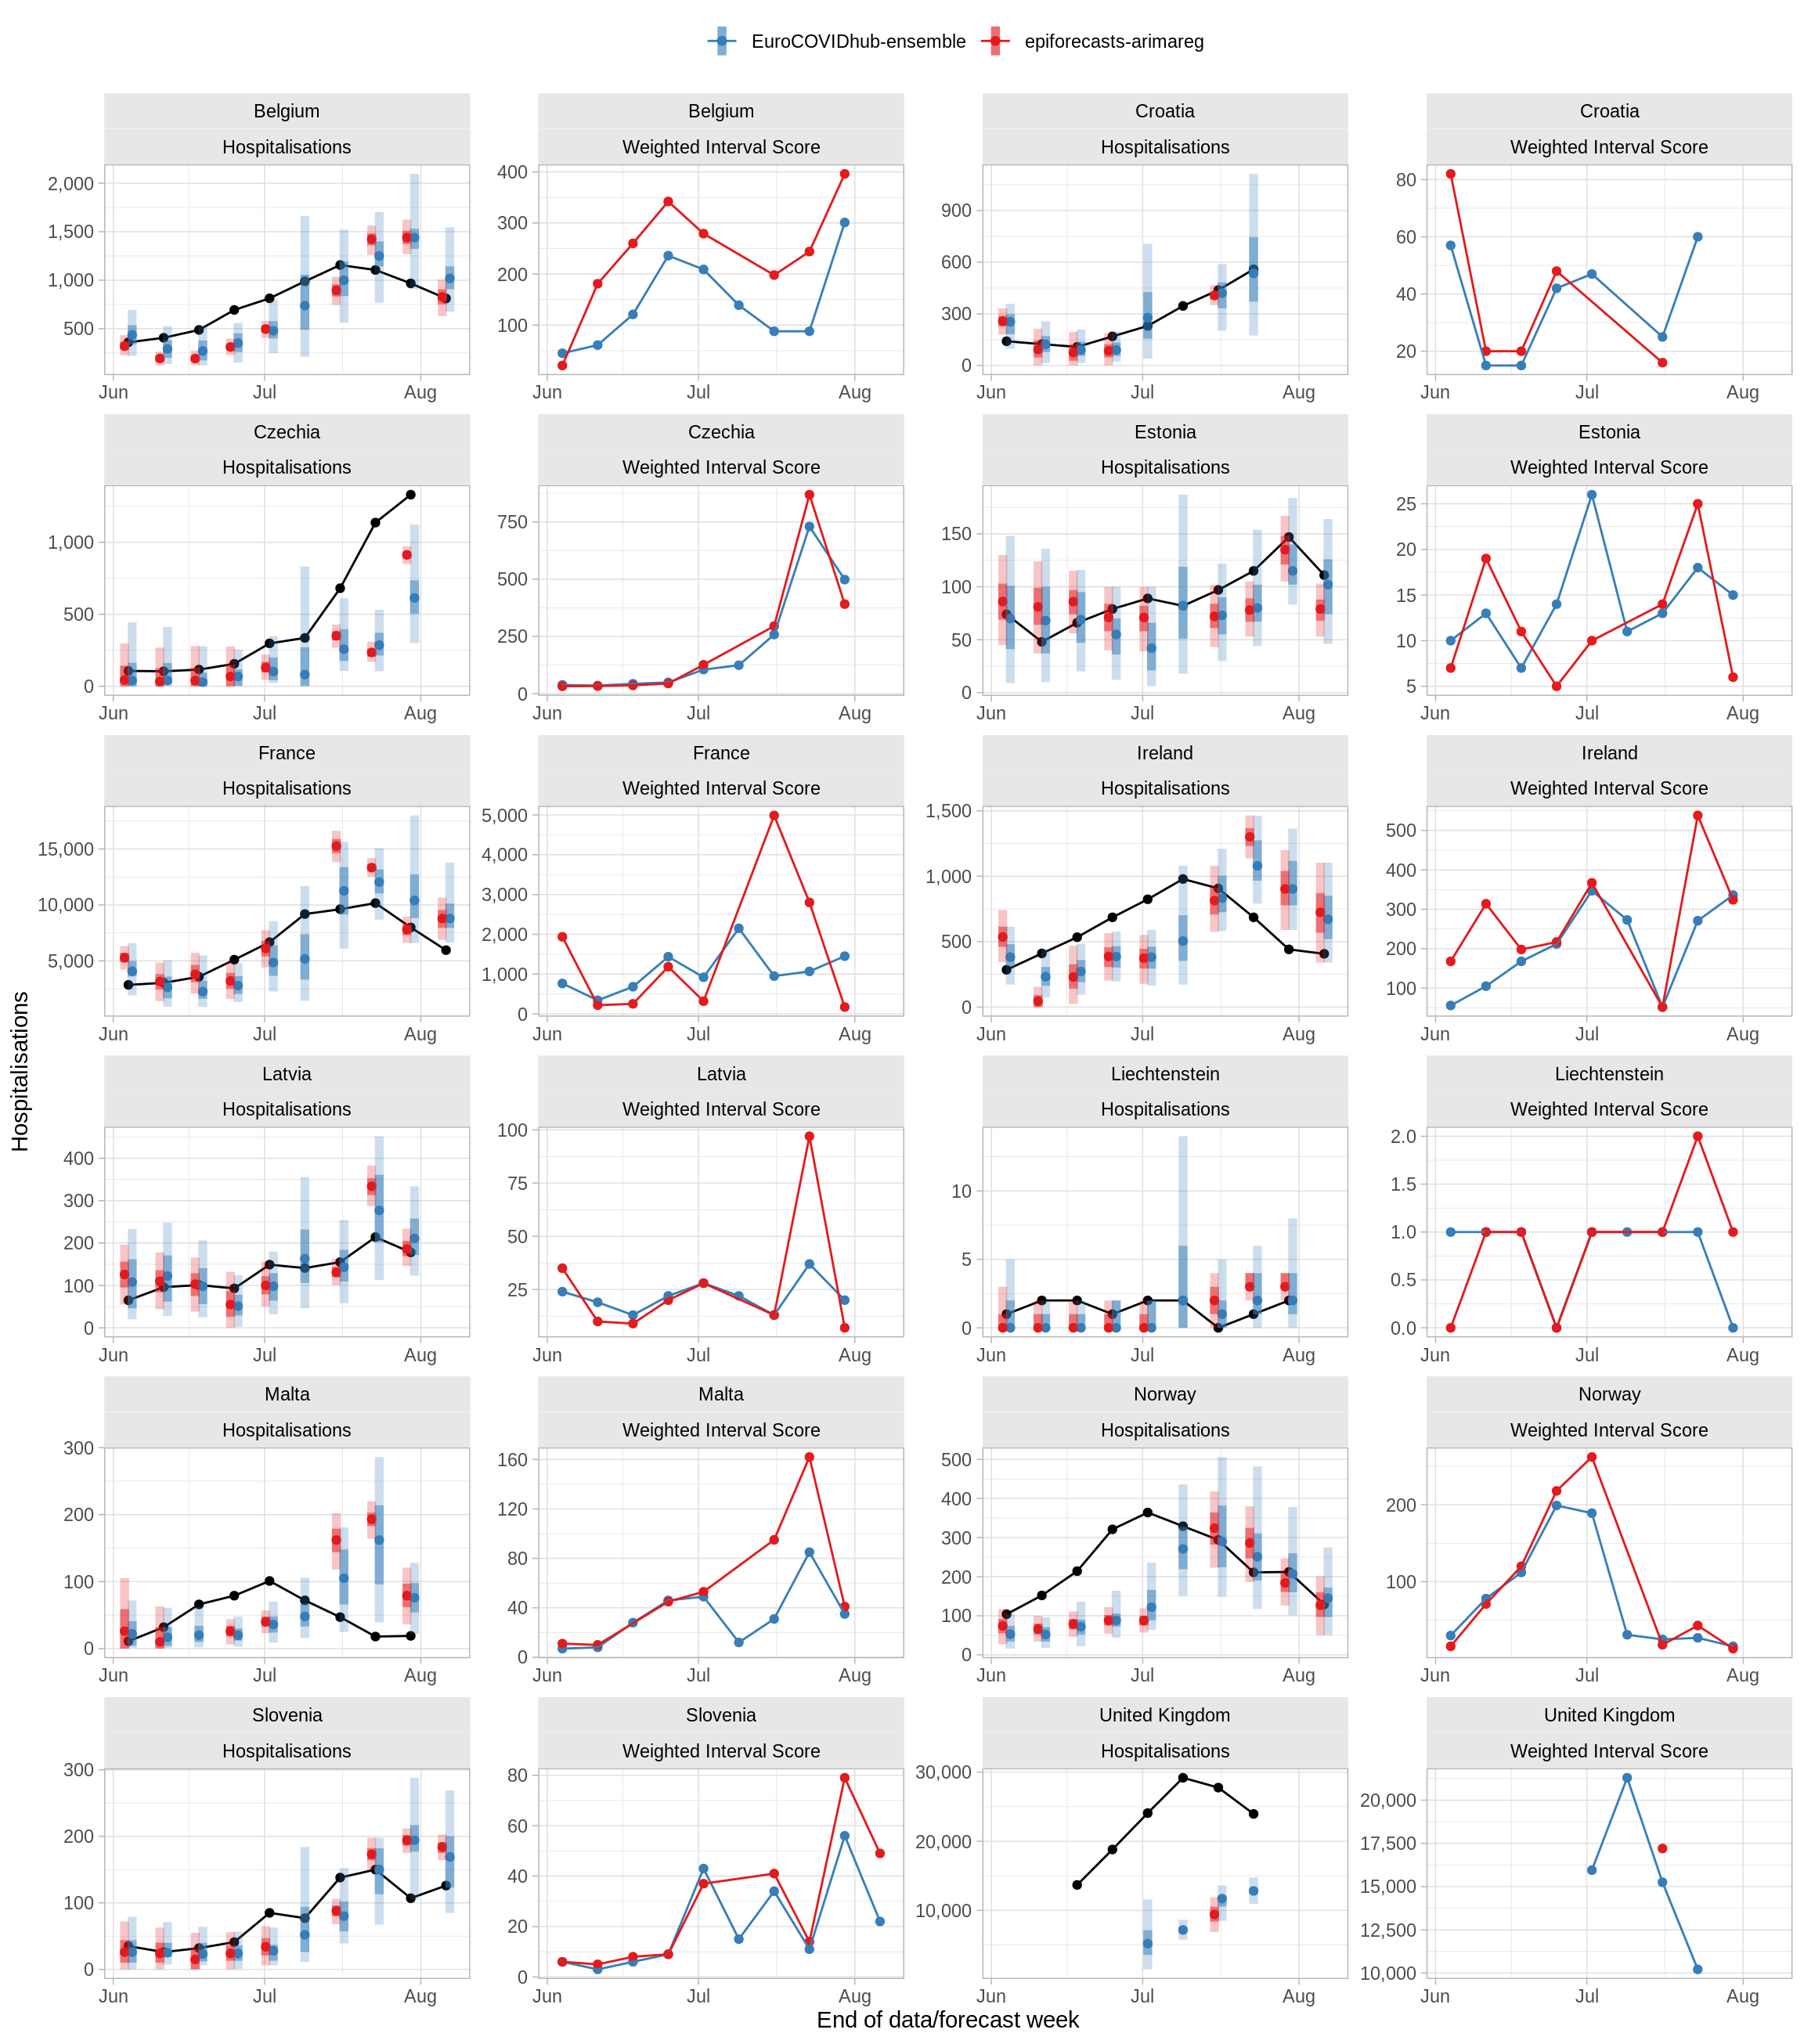 EuroCOVIDhub-ensemble epiforecasts-arimareg
Hospitalisations
Belgium
Hospitalisations
2,000
1,500
1,000
500
Jun Jul Aug
Belgium
Weighted Interval Score
400
300
200
100
Jun Jul Aug
Croatia
Hospitalisations
900
600
300
0
Jun Jul Aug
Croatia
Weighted Interval Score
80
60
40
20
Jun Jul Aug
Czechia
Hospitalisations
1,000
500
0
Jun Jul Aug
Czechia
Weighted Interval Score
750
500
250
0
Jun Jul Aug
Estonia
Hospitalisations
150
100
50
0
Jun Jul Aug
Estonia
Weighted Interval Score
25
20
15
10
5
Jun Jul Aug
France
Hospitalisations
15,000
10,000
5,000
Jun Jul Aug
France
Weighted Interval Score
5,000
4,000
3,000
2,000
1,000
0
Jun Jul Aug
Ireland
Hospitalisations
1,500
1,000
500
0
Jun Jul Aug
Ireland
Weighted Interval Score
500
400
300
200
100
Jun Jul Aug
Latvia
Hospitalisations
400
300
200
100
0
Jun Jul Aug
Latvia
Weighted Interval Score
100
75
50
25
Jun Jul Aug
Liechtenstein
Hospitalisations
10
5
0
Jun Jul Aug
Liechtenstein
Weighted Interval Score
2.0
1.5
1.0
0.5
0.0
Jun Jul Aug
Malta
Hospitalisations
300
200
100
0
Jun Jul Aug
Malta
Weighted Interval Score
160
120
80
40
0
Jun Jul Aug
Norway
Hospitalisations
500
400
300
200
100
0
Jun Jul Aug
Norway
Weighted Interval Score
200
100
Jun Jul Aug
Slovenia
Hospitalisations
300
200
100
0
Jun Jul Aug
Slovenia
Weighted Interval Score
80
60
40
20
0
Jun Jul Aug
United Kingdom
Hospitalisations
30,000
20,000
10,000
Jun Jul Aug
United Kingdom
Weighted Interval Score
20,000
17,500
15,000
12,500
10,000
Jun Jul Aug
End of data/forecast week